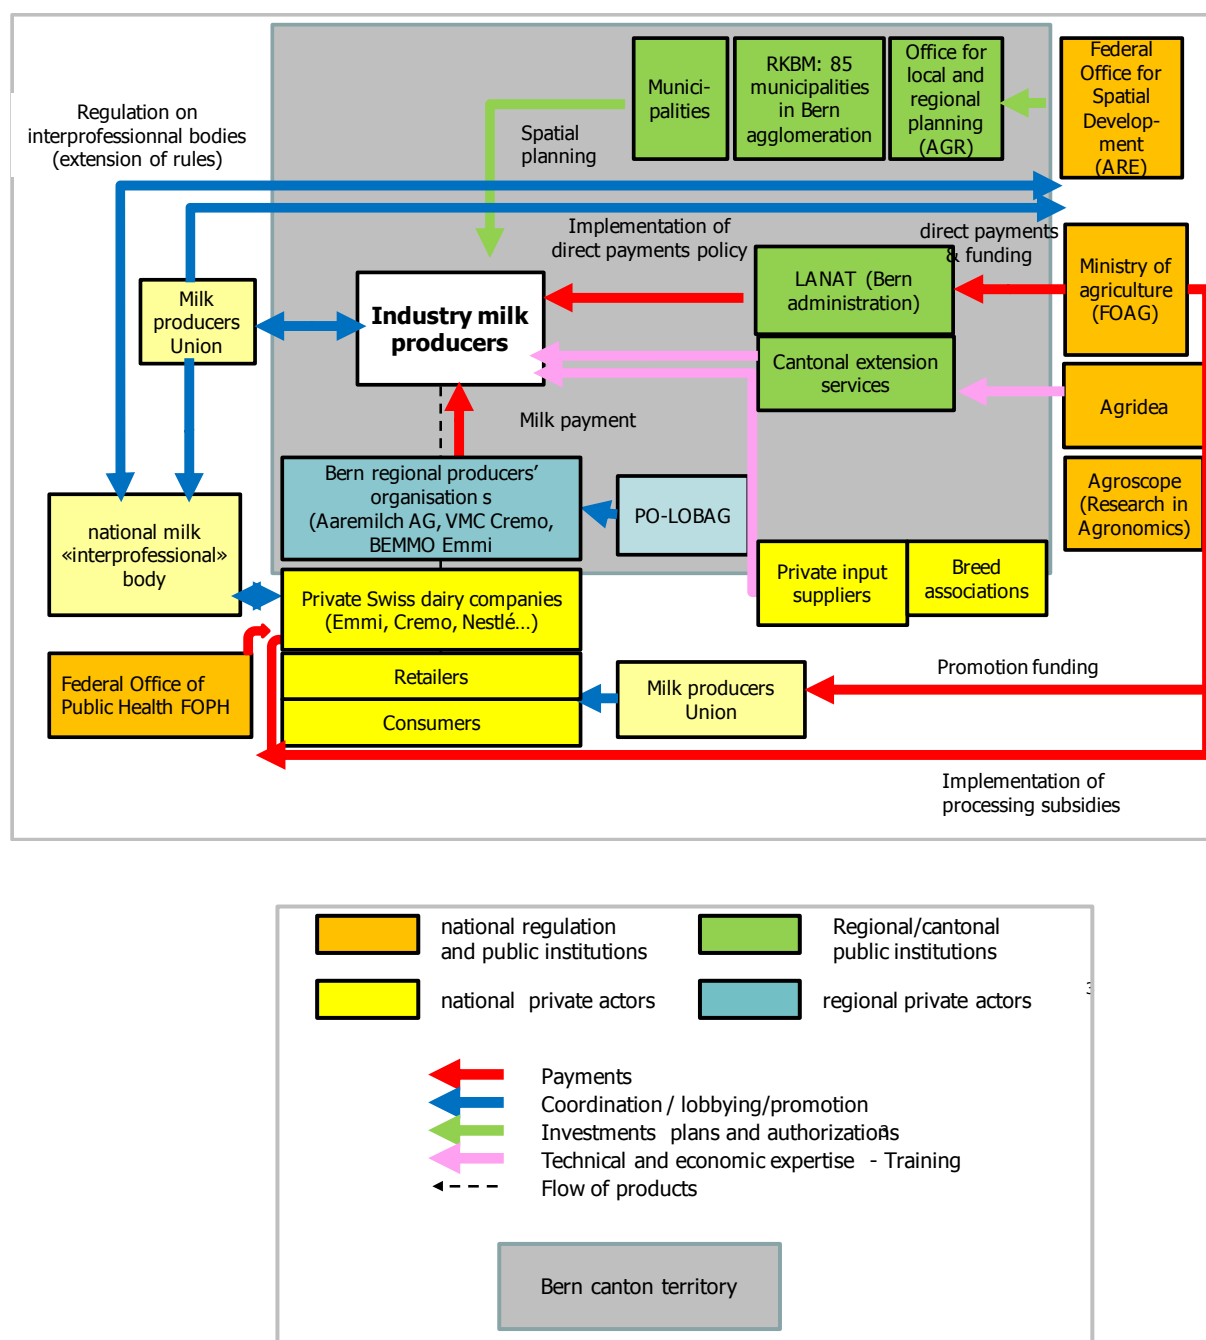 Regulation on
interprofessionnal bodies
(extension of rules)
Spatial
planning
Munici-
palities
RKBM: 85
municipalities
in Bern
agglomeration
Office for
local and
regional
planning
(AGR)
Federal
Office for
Spatial
Develop-
ment
(ARE)
Implementation of
direct payments policy
direct payments
& funding
Milk
producers
Union
Industry milk
producers
LANAT (Bern
administration)
Ministry of
agriculture
(FOAG)
Cantonal extension
services
Agridea
Milk payment
Bern regional producers’
organisation s
(Aaremilch AG, VMC Cremo,
BEMMO Emmi
PO-LOBAG
Agroscope
(Research in
Agronomics)
national milk
«interprofessional»
body
Private input
suppliers
Breed
associations
Private Swiss dairy companies
(Emmi, Cremo, Nestlé…)
Federal Office of
Public Health FOPH
Retailers
Consumers
Milk producers
Union
Promotion funding
Implementation of
processing subsidies
national regulation
and public institutions
Regional/cantonal
public institutions
national private actors
regional private actors
3
Payments
Coordination / lobbying/promotion
Investments plans and authorizations
3
Technical and economic expertise - Training
Flow of products
Bern canton territory